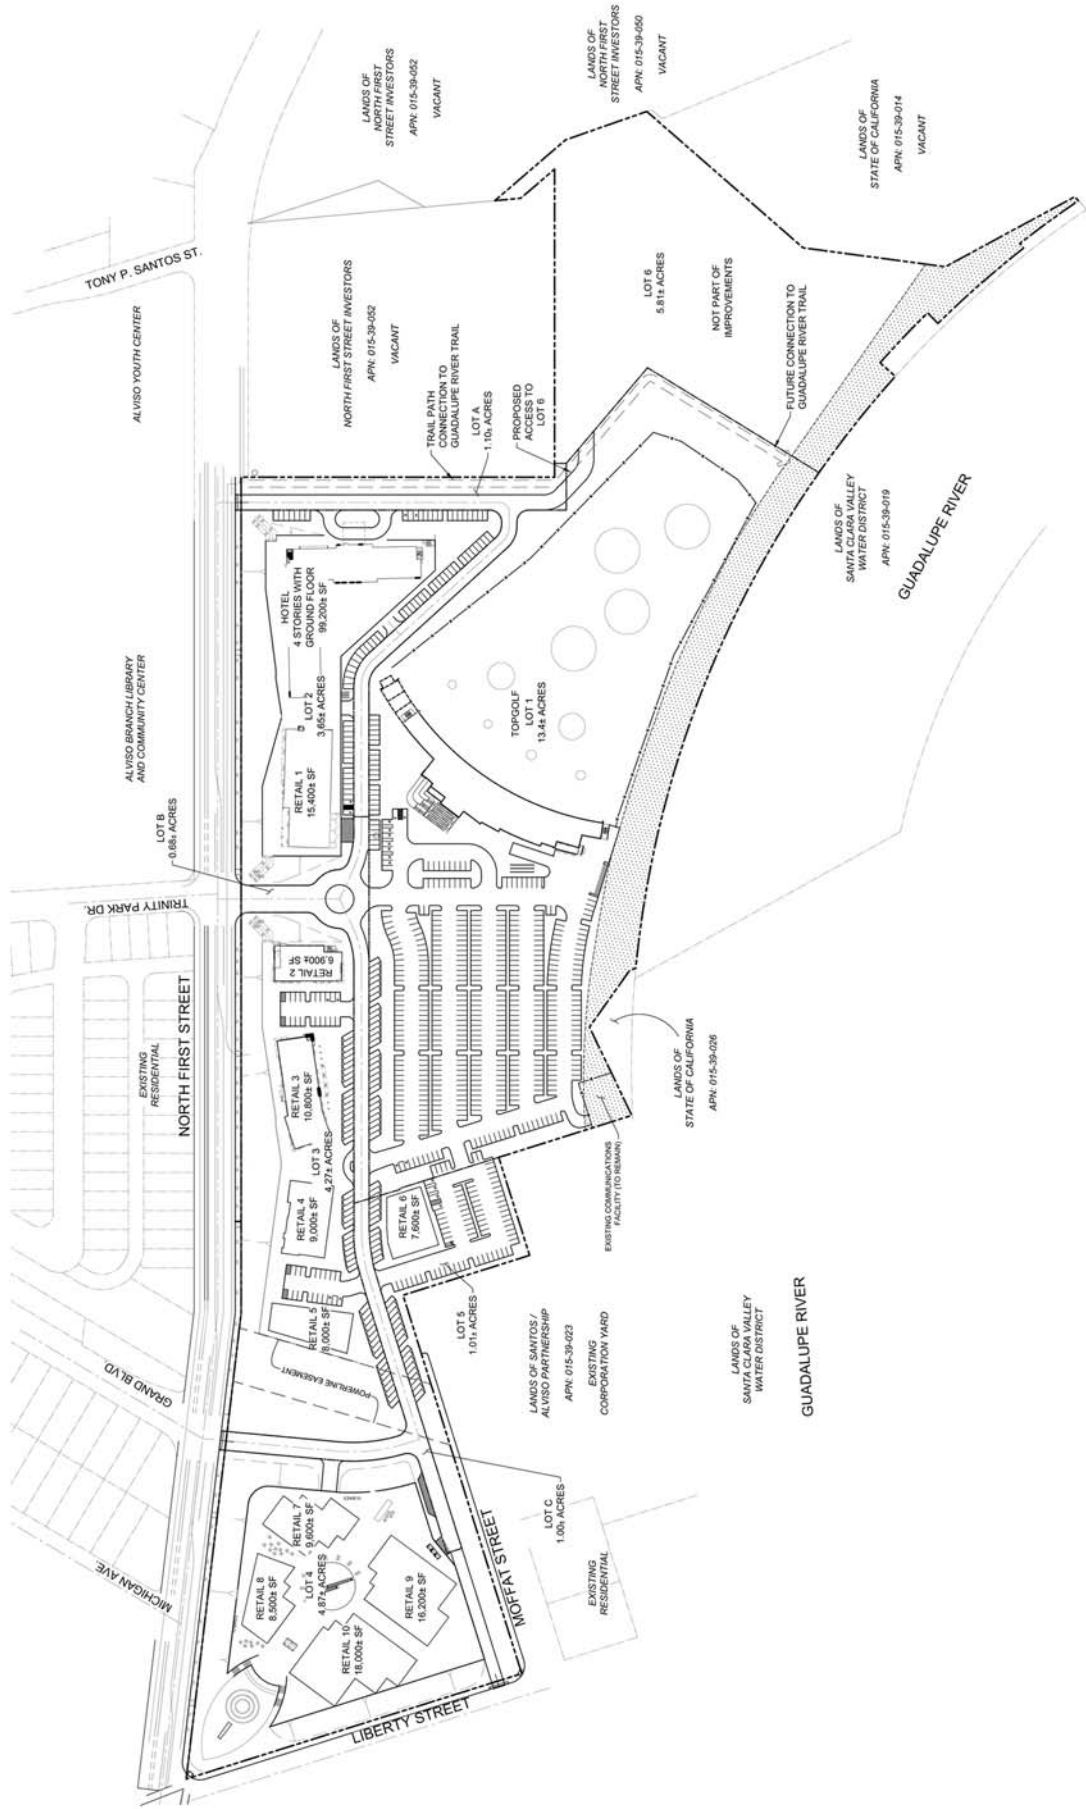 LANDS OF
NORTH FIRST
STREET INVESTORS
APN: 015-39-052
VACANT
LANDS OF
NORTH FIRST
STREET INVESTORS
APN: 015-39-050
VACANT
LANDS OF
STATE OF CALIFORNIA
APN: 015-39-014
VACANT
TONY P. SANTOS ST.
ALVISO YOUTH CENTER
LANDS OF
NORTH FIRST STREET INVESTORS
APN: 015-39-052
VACANT
LOT 6
5.81± ACRES
NOT PART OF
IMPROVEMENTS
TRAIL PATH
CONNECTION TO
GUADALUPE RIVER TRAIL
LOT A
1.10± ACRES
PROPOSED
ACCESS TO
LOT 6
FUTURE CONNECTION TO
GUADALUPE RIVER TRAIL
LANDS OF
SANTA CLARA VALLEY
WATER DISTRICT
APN: 015-39-019
GUADALUPE RIVER
ALVISO BRANCH LIBRARY
AND COMMUNITY CENTER
HOTEL
4 STORIES WITH
GROUND FLOOR
99,200± SF
LOT 2
3.65± ACRES
RETAIL 1
15,400± SF
TOPGOLF
LOT 1
13.4± ACRES
LOT B
0.68± ACRES
TRINITY PARK DR.
NORTH FIRST STREET
EXISTING
RESIDENTIAL
RETAIL 2
6,900± SF
RETAIL 3
10,800± SF
LOT 3
4.27± ACRES
RETAIL 4
9,000± SF
RETAIL 5
8,000± SF
RETAIL 6
7,600± SF
LANDS OF
STATE OF CALIFORNIA
APN: 015-39-026
EXISTING COMMUNICATIONS
FACILITY (TO REMAIN)
LOT 5
1.01± ACRES
POWERLINE EASEMENT
GRAND BLVD
MICHIGAN AVE.
LANDS OF SANTOS /
ALVISO PARTNERSHIP
APN: 015-39-023
EXISTING
CORPORATION YARD
LANDS OF
SANTA CLARA VALLEY
WATER DISTRICT
GUADALUPE RIVER
RETAIL 7
9,600± SF
RETAIL 8
8,500± SF
LOT 4
4.87± ACRES
RETAIL 9
16,200± SF
RETAIL 10
18,000± SF
LOT C
1.00± ACRES
MOFFAT STREET
LIBERTY STREET
EXISTING
RESIDENTIAL